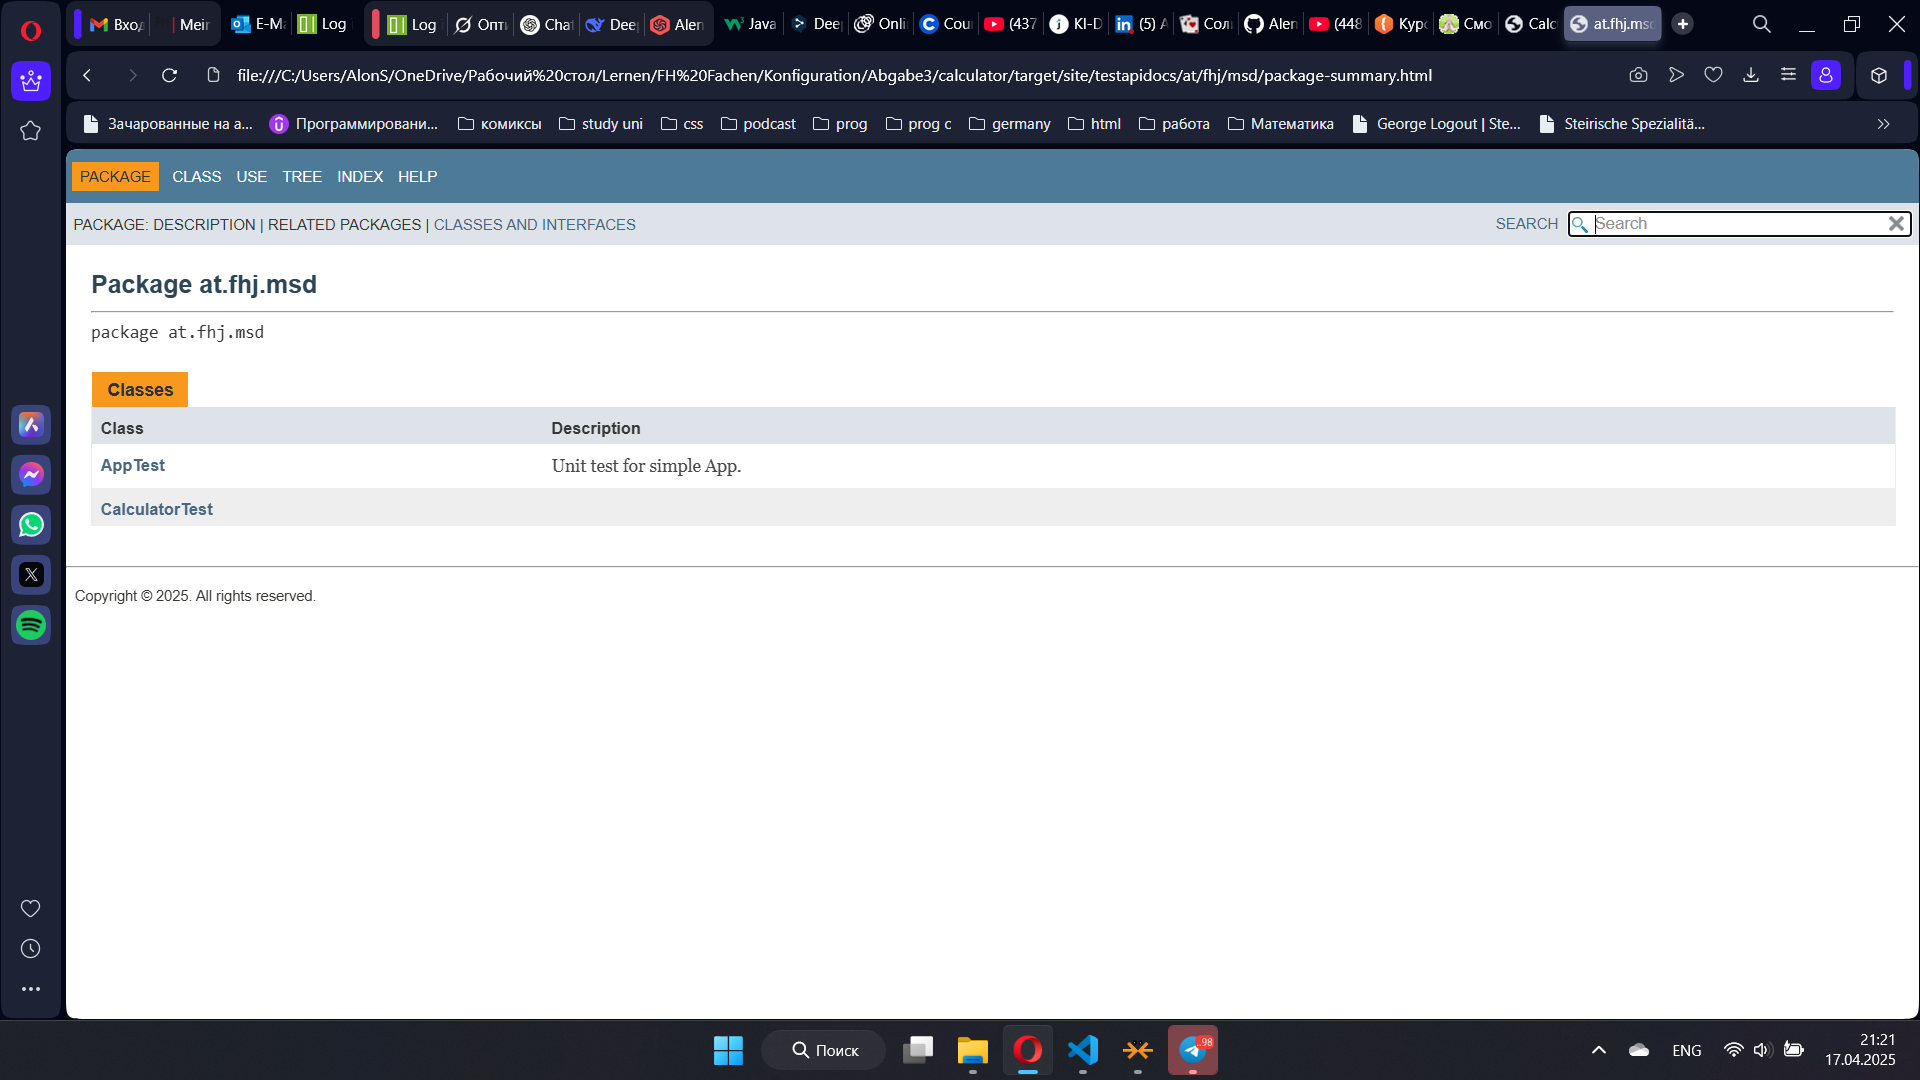 Вход
Mein
E-Ma
Log
Log
Опти
Chat
Deep
Alen
Java
Deep
Onli
Cour
(437
KI-D
(5) A
Соли
Alen
(448
Курс
Смо
Calc
at.fhj.msd
file:///C:/Users/AlonS/OneDrive/Рабочий%20стол/Lernen/FH%20Fachen/Konfiguration/Abgabe3/calculator/target/site/testapidocs/at/fhj/msd/package-summary.html
Зачарованные на а...
Программировани...
комиксы
study uni
css
podcast
prog
prog c
germany
html
работа
Математика
George Logout | Ste...
Steirische Spezialitä...
PACKAGE CLASS USE TREE INDEX HELP
PACKAGE: DESCRIPTION | RELATED PACKAGES | CLASSES AND INTERFACES
SEARCH Search
Package at.fhj.msd
package at.fhj.msd
Classes
Class Description
AppTest Unit test for simple App.
CalculatorTest
Copyright © 2025. All rights reserved.
Поиск
..98
ENG
21:21
17.04.2025